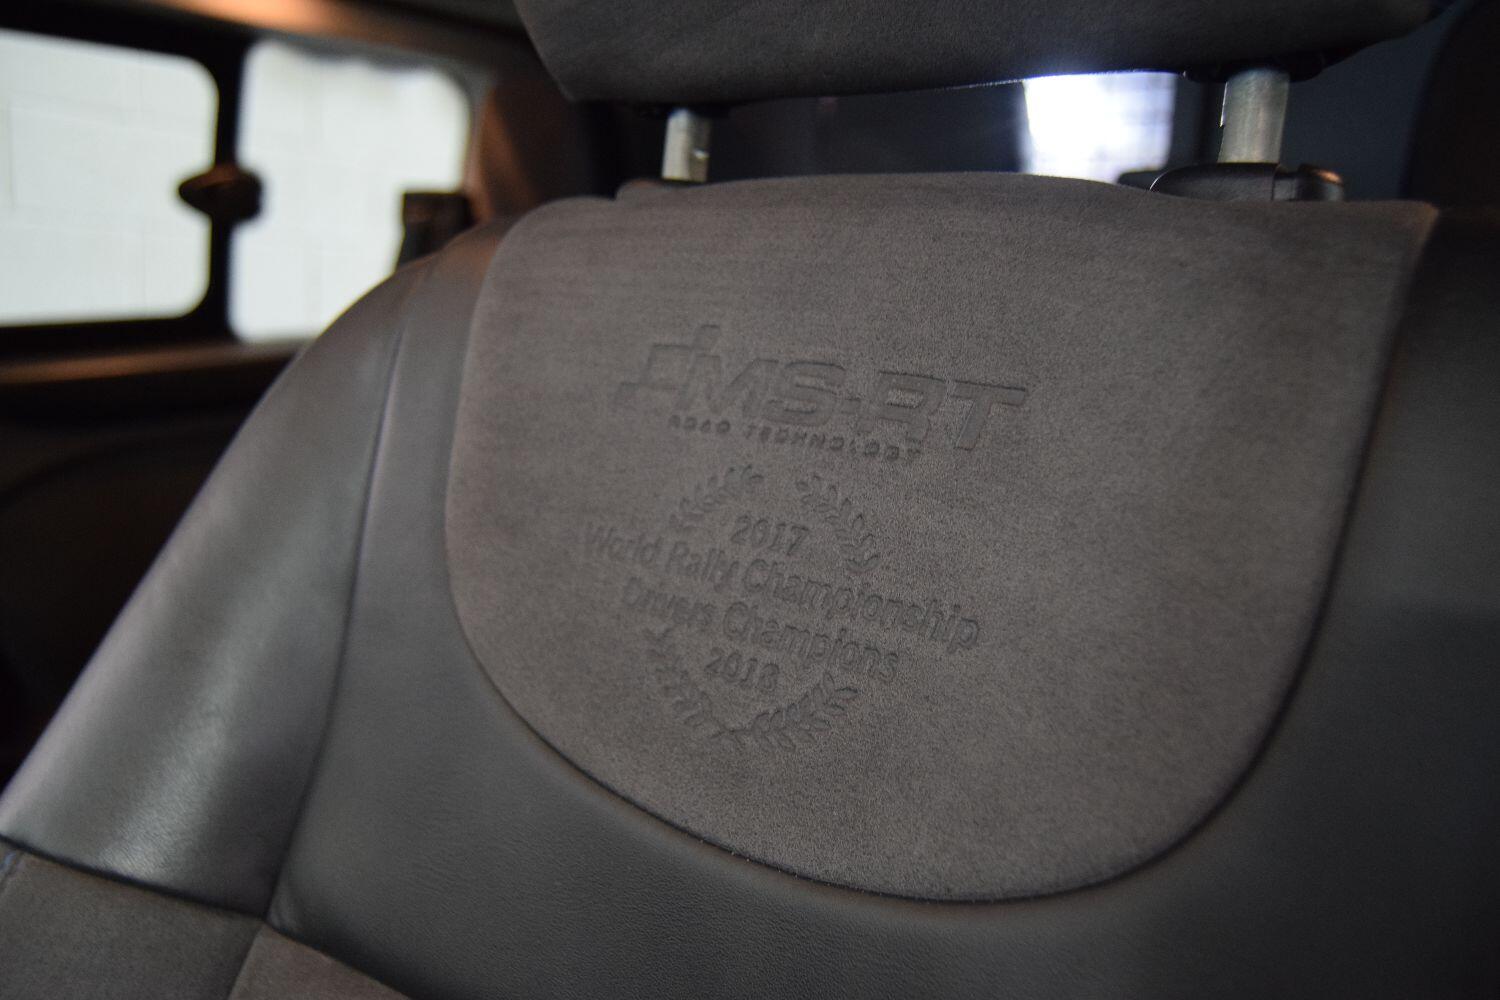 MS-RT
ROAD TECHNOLOGY
2017
World Rally Championship
Drivers Champions
2018